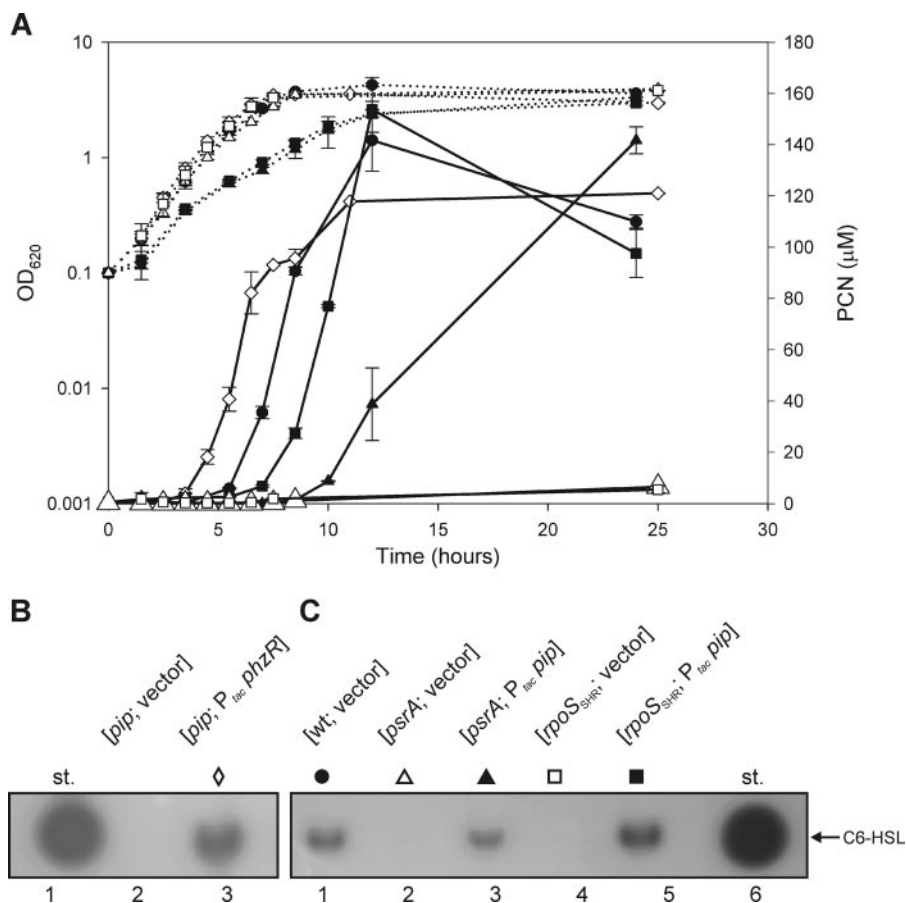 A
10
1
0.1
0.01
0.001
OD620
180
160
140
120
100
80
60
40
20
0
PCN (μM)
0 5 10 15 20 25 30
Time (hours)
B
C
[pip; vector]
[pip; Ptac phzR]
[wt; vector]
[psrA; vector]
[psrA; Ptac pip]
[rpoSSHR; vector]
[rpoSSHR; Ptac pip]
st.
st.
C6-HSL
1 2 3
1 2 3 4 5 6